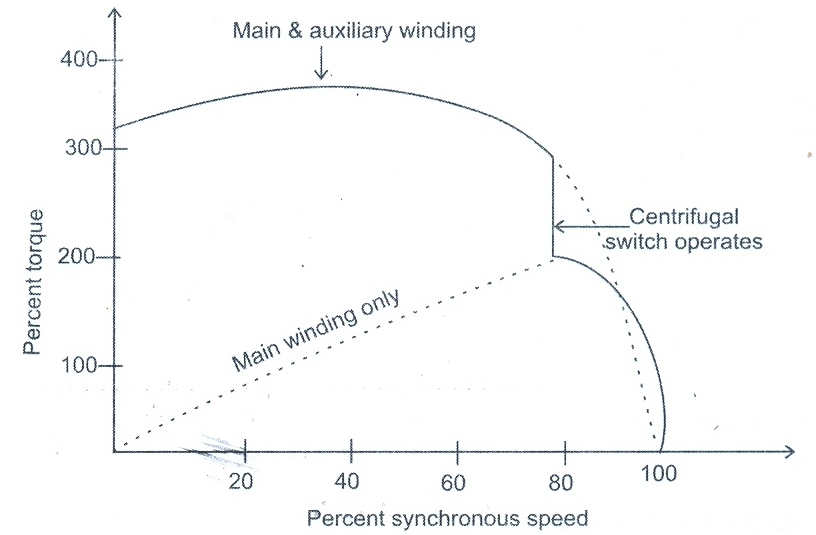 Main & auxiliary winding
400
300
Centrifugal
switch operates
200
Main winding only
100
Percent torque
20
40
60
80
100
Percent synchronous speed